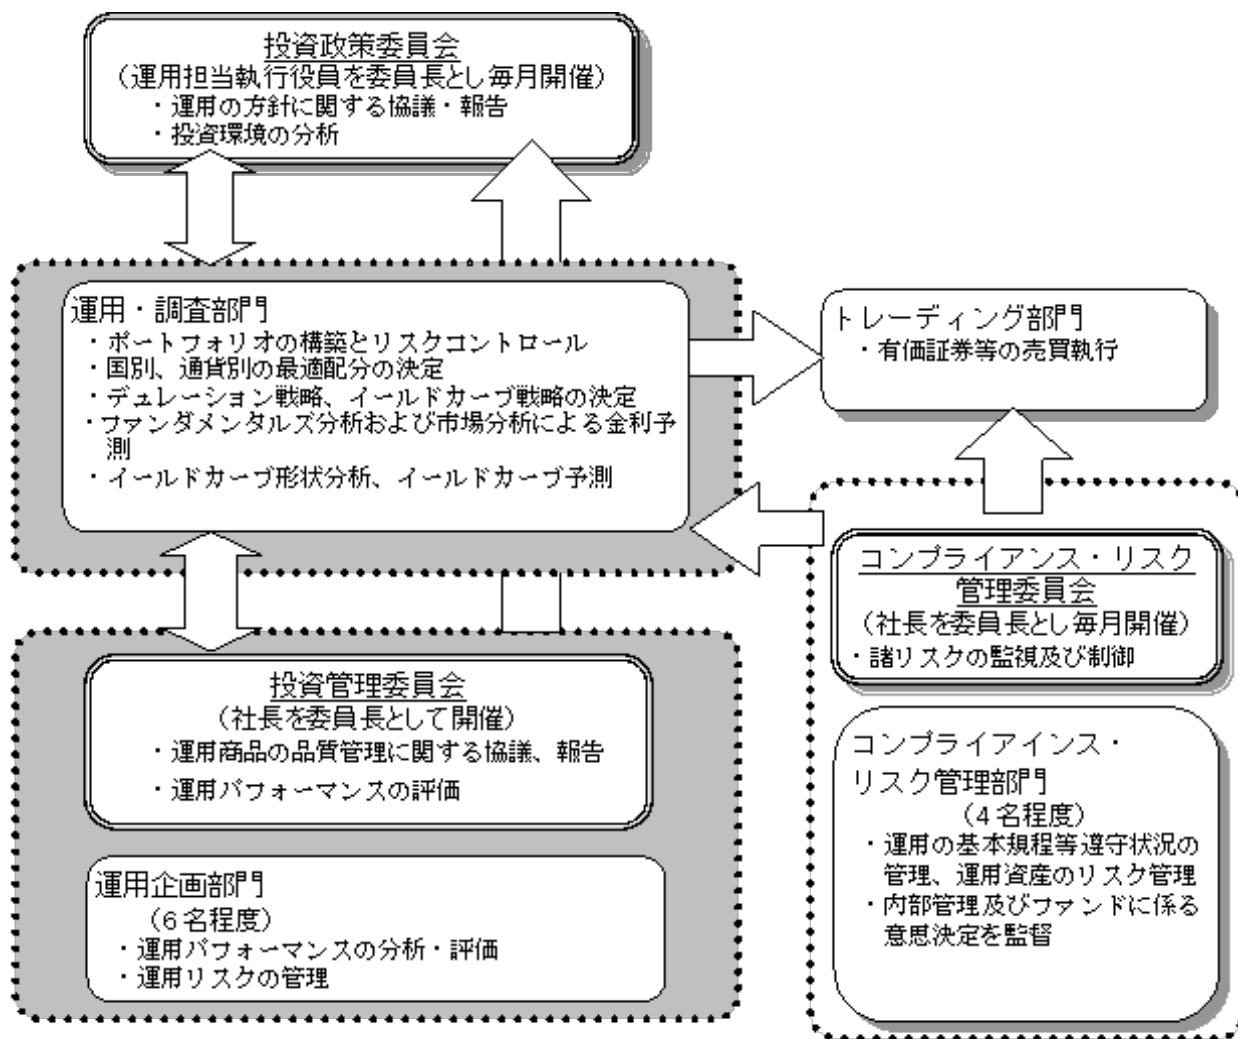 投資政策委員会
（運用担当執行役員を委員長とし毎月開催）
・運用の方針に関する協議・報告
・投資環境の分析
運用・調査部門
・ポートフォリオの構築とリスクコントロール
・国別、通貨別の最適配分の決定
・デュレーション戦略、イールドカーブ戦略の決定
・ファンダメンタルズ分析および市場分析による金利予
測
・イールドカーブ形状分析、イールドカーブ予測
トレーディング部門
・有価証券等の売買執行
投資管理委員会
（社長を委員長として開催）
・運用商品の品質管理に関する協議、報告
・運用パフォーマンスの評価
運用企画部門
（6名程度）
・運用パフォーマンスの分析・評価
・運用リスクの管理
コンプライアンス・リスク
管理委員会
（社長を委員長とし毎月開催）
・諸リスクの監視及び制御
コンプライアインス・
リスク管理部門
（4名程度）
・運用の基本規程等遵守状況の
管理、運用資産のリスク管理
・内部管理及びファンドに係る
意思決定を監督